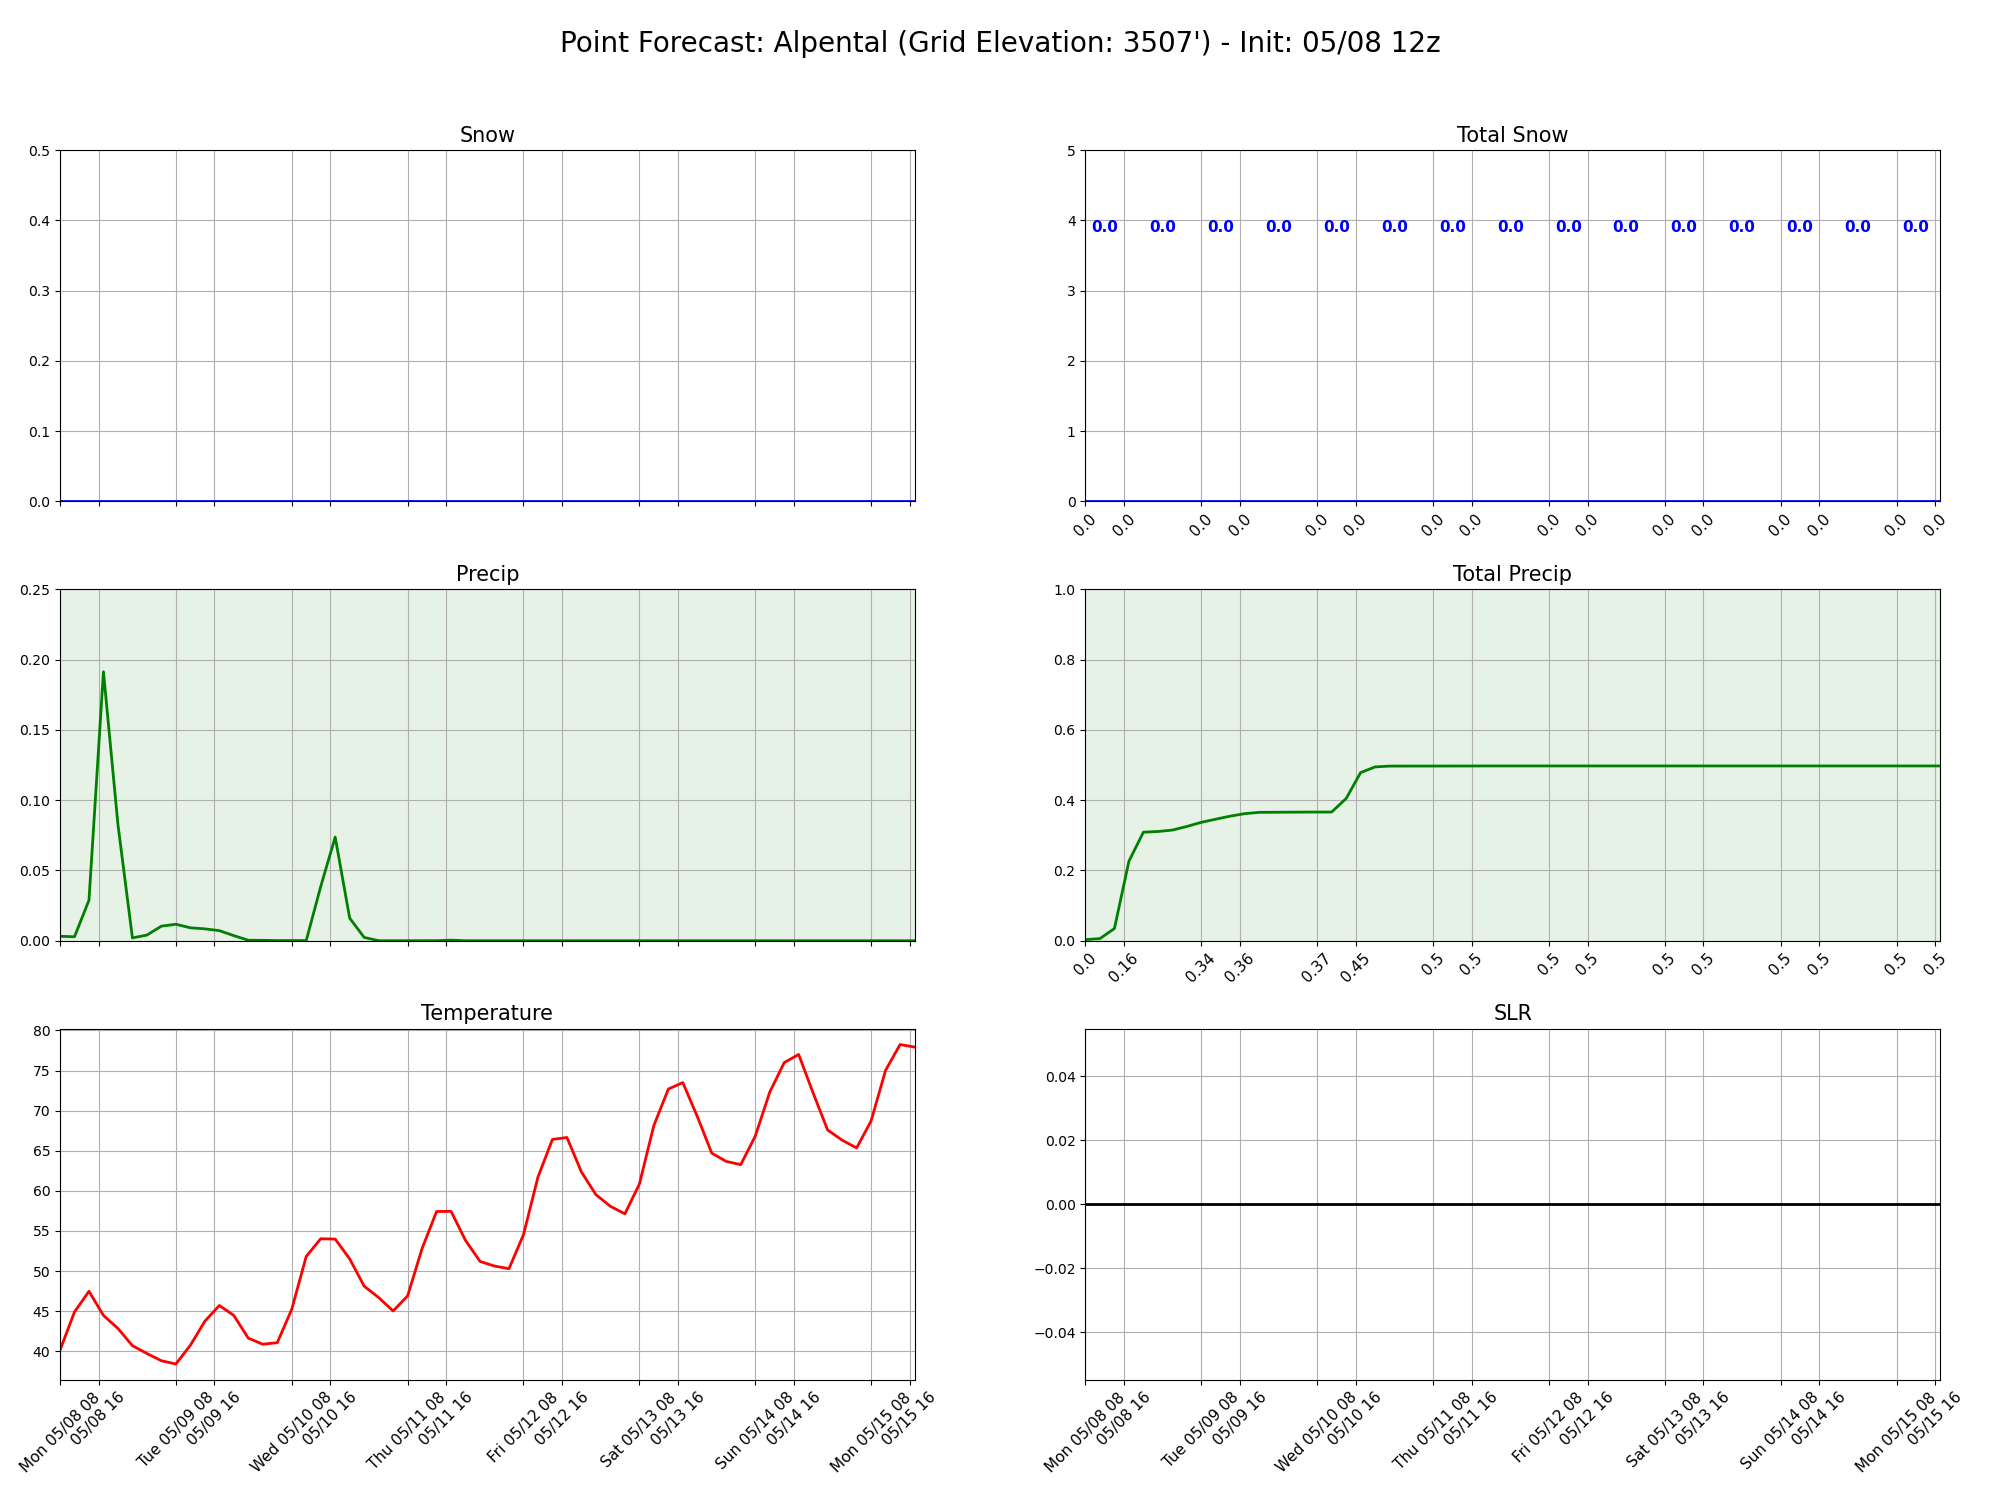 Point Forecast: Alpental (Grid Elevation: 3507') - Init: 05/08 12z
Snow
0.5
0.4
0.3
0.2
0.1
0.0
Total Snow
5
4
3
2
1
0
0.0 0.0 0.0 0.0 0.0 0.0 0.0 0.0 0.0 0.0 0.0 0.0 0.0 0.0 0.0
0.0 0.0 0.0 0.0 0.0 0.0 0.0 0.0 0.0 0.0 0.0 0.0 0.0 0.0 0.0 0.0
Precip
0.25
0.20
0.15
0.10
0.05
0.00
Total Precip
1.0
0.8
0.6
0.4
0.2
0.0
0.0 0.16 0.34 0.36 0.37 0.45 0.5 0.5 0.5 0.5 0.5 0.5 0.5 0.5 0.5 0.5
Temperature
80
75
70
65
60
55
50
45
40
Mon 05/08 08
05/08 16
Tue 05/09 08
05/09 16
Wed 05/10 08
05/10 16
Thu 05/11 08
05/11 16
Fri 05/12 08
05/12 16
Sat 05/13 08
05/13 16
Sun 05/14 08
05/14 16
Mon 05/15 08
05/15 16
SLR
0.04
0.02
0.00
−0.02
−0.04
Mon 05/08 08
05/08 16
Tue 05/09 08
05/09 16
Wed 05/10 08
05/10 16
Thu 05/11 08
05/11 16
Fri 05/12 08
05/12 16
Sat 05/13 08
05/13 16
Sun 05/14 08
05/14 16
Mon 05/15 08
05/15 16